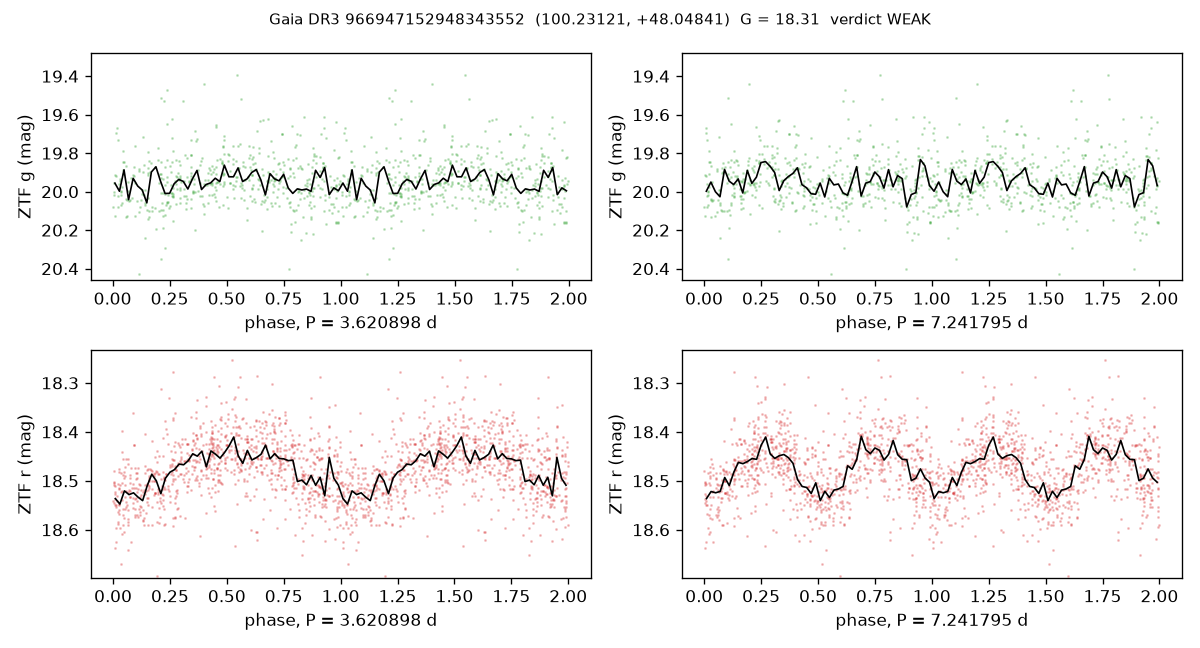 Gaia DR3 966947152948343552 (100.23121, +48.04841) G = 18.31 verdict WEAK
ZTF g (mag)
19.4
19.6
19.8
20.0
20.2
20.4
0.00 0.25 0.50 0.75 1.00 1.25 1.50 1.75 2.00
phase, P = 3.620898 d
ZTF g (mag)
19.4
19.6
19.8
20.0
20.2
20.4
0.00 0.25 0.50 0.75 1.00 1.25 1.50 1.75 2.00
phase, P = 7.241795 d
ZTF r (mag)
18.3
18.4
18.5
18.6
0.00 0.25 0.50 0.75 1.00 1.25 1.50 1.75 2.00
phase, P = 3.620898 d
ZTF r (mag)
18.3
18.4
18.5
18.6
0.00 0.25 0.50 0.75 1.00 1.25 1.50 1.75 2.00
phase, P = 7.241795 d